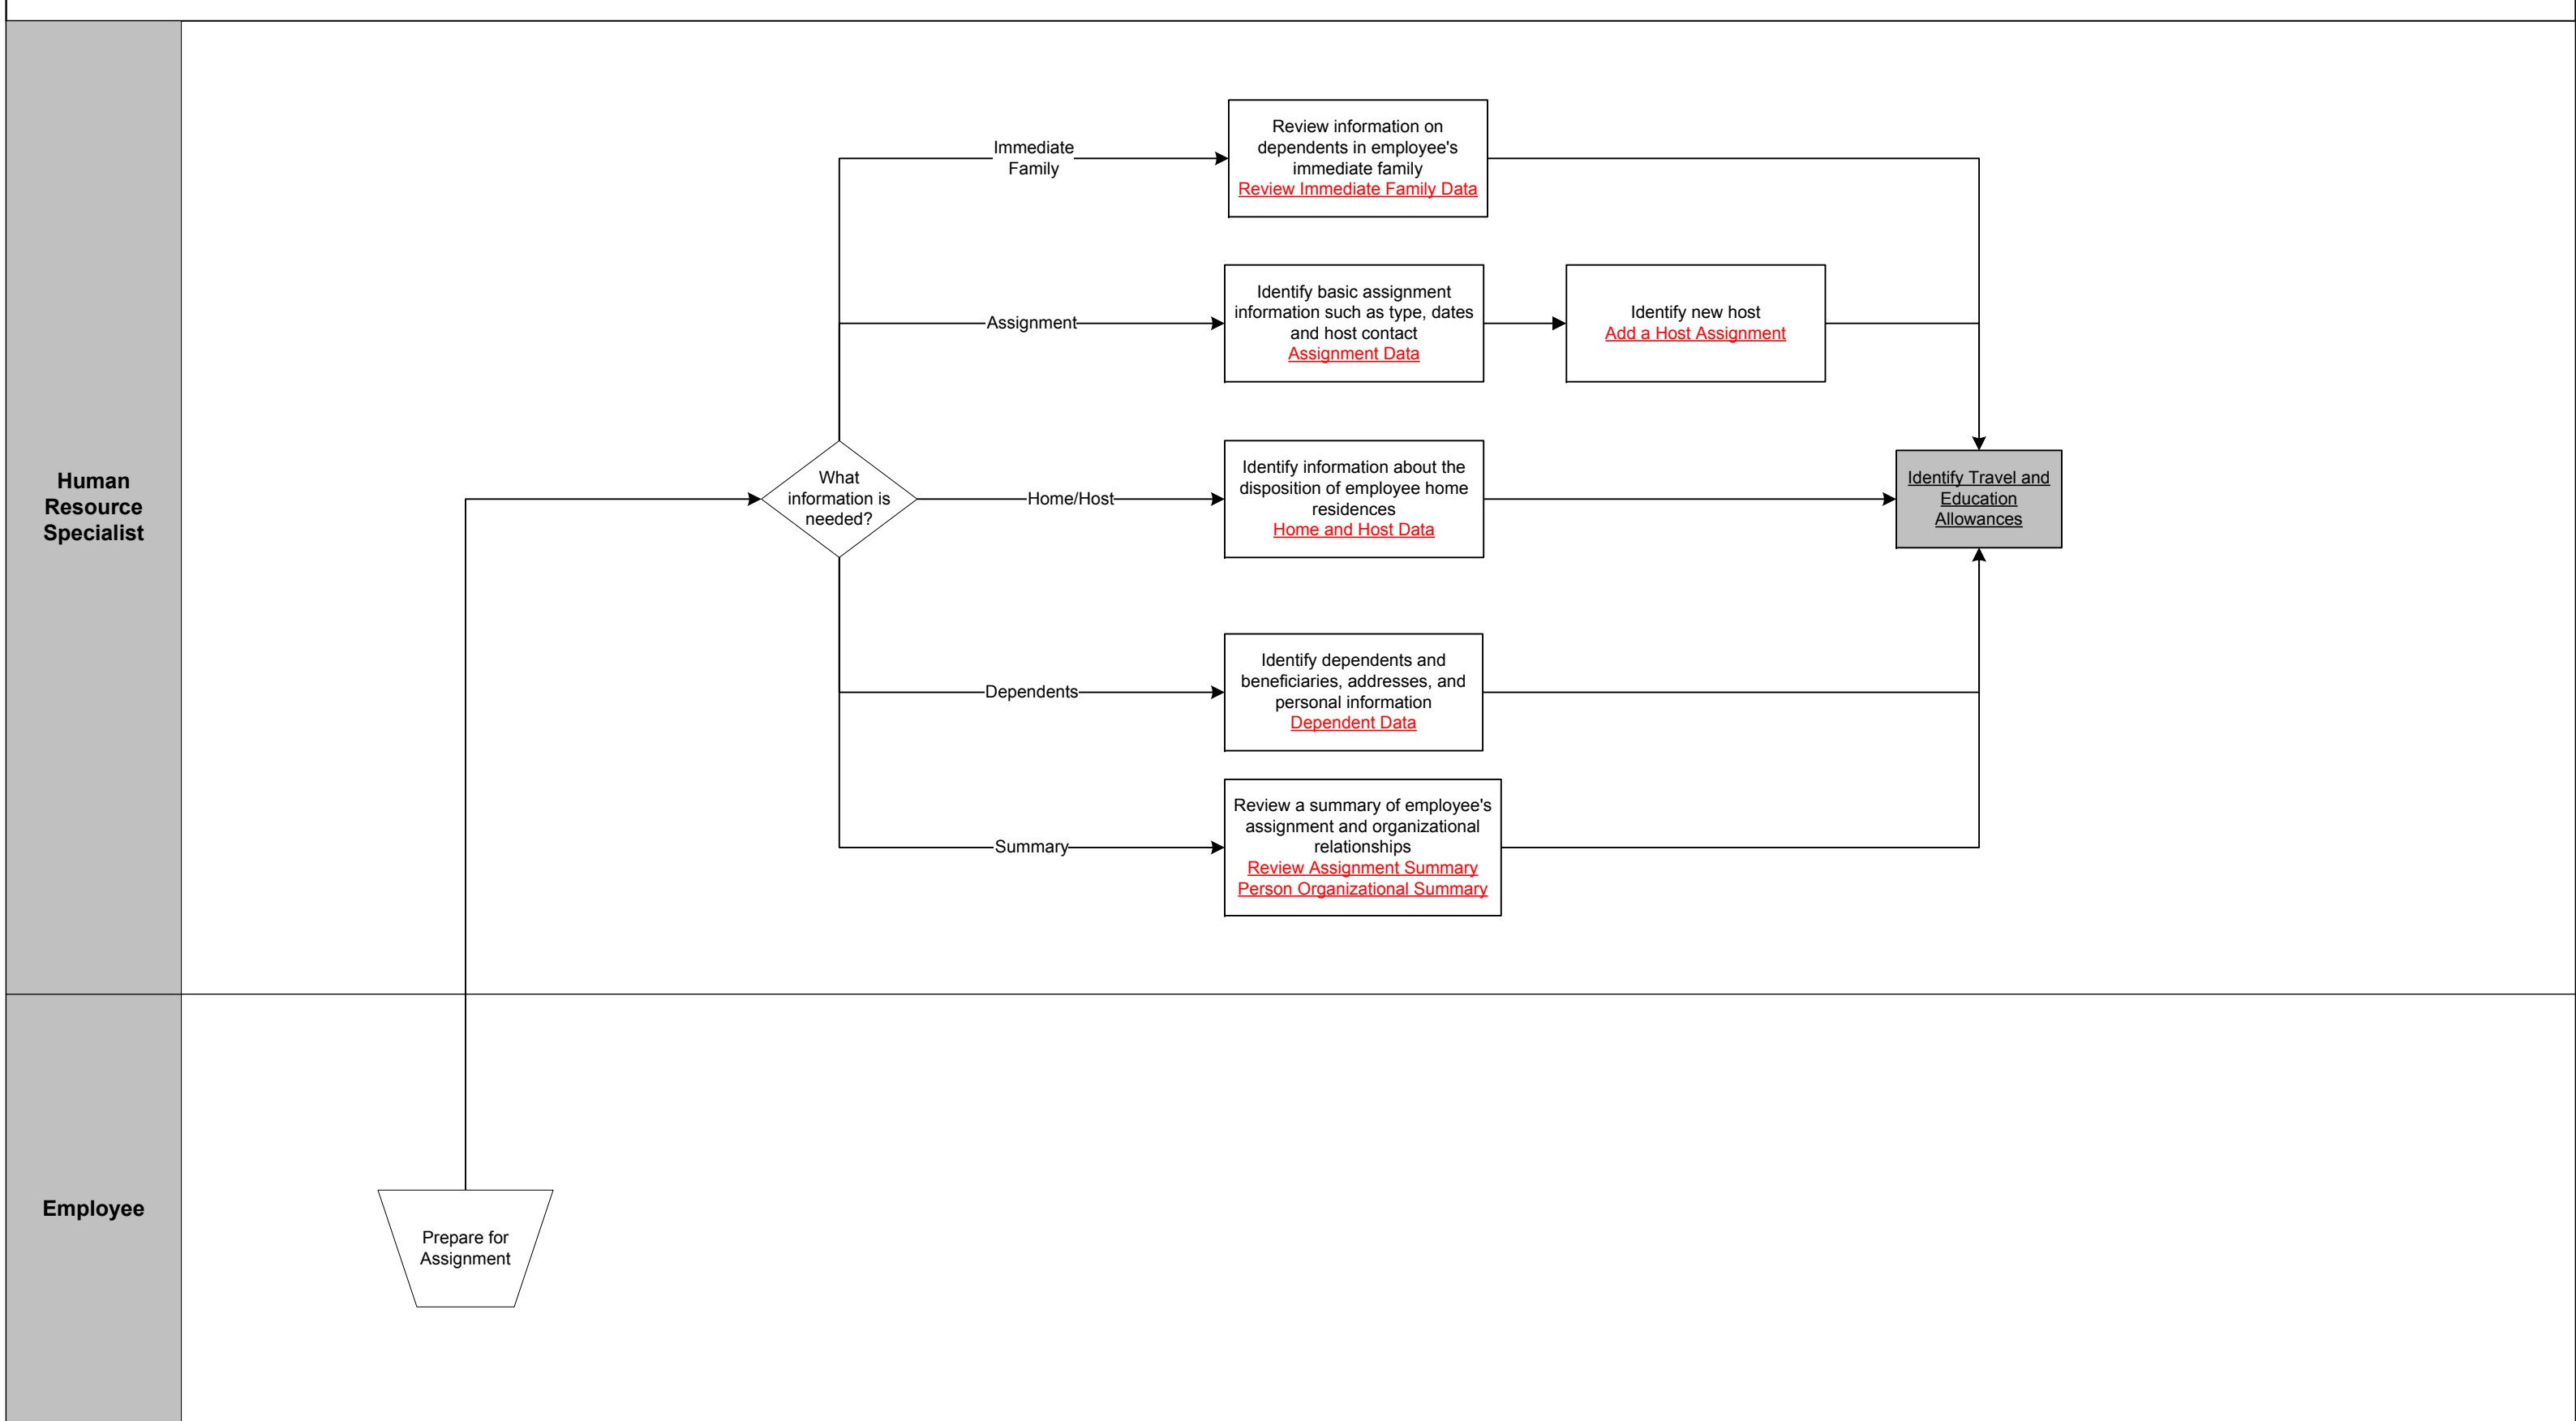 Human
Resource
Specialist
Immediate
Family
Review information on
dependents in employee's
immediate family
Review Immediate Family Data
Assignment
Identify basic assignment
information such as type, dates
and host contact
Assignment Data
Identify new host
Add a Host Assignment
What
information is
needed?
Home/Host
Identify information about the
disposition of employee home
residences
Home and Host Data
Identify Travel and
Education
Allowances
Dependents
Identify dependents and
beneficiaries, addresses, and
personal information
Dependent Data
Summary
Review a summary of employee's
assignment and organizational
relationships
Review Assignment Summary
Person Organizational Summary
Employee
Prepare for
Assignment